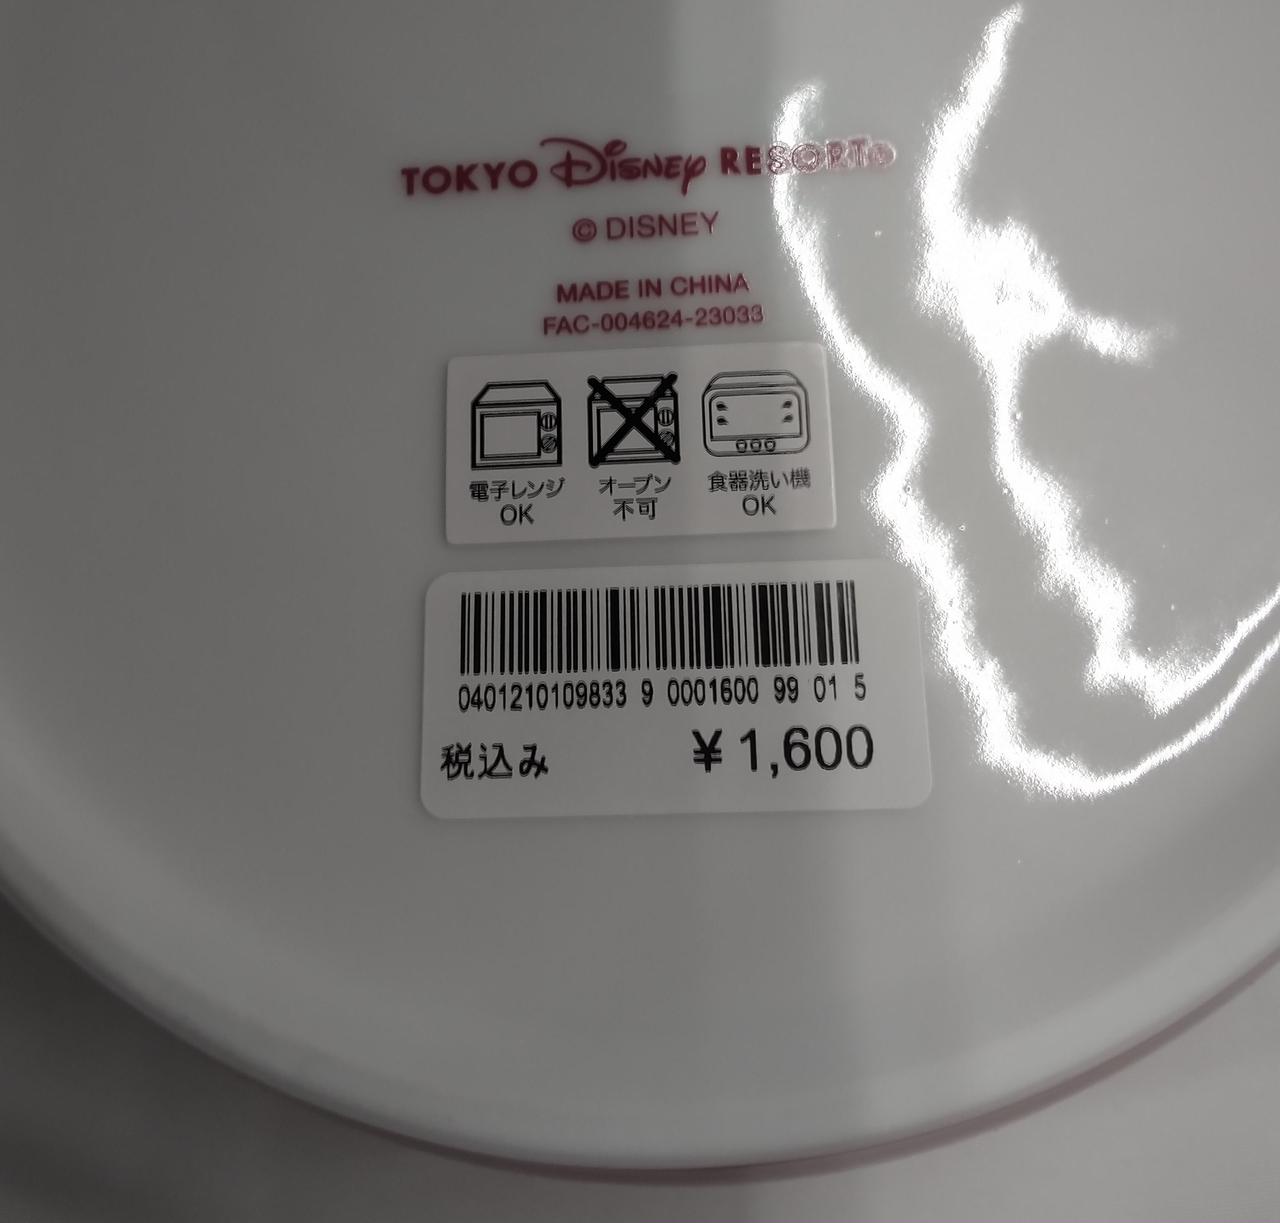 TOKYO Disney RESORT®
© DISNEY
MADE IN CHINA
FAC-004624-23033
電子レンジ
OK
オーブン
不可
食器洗い機
OK
0401210109833 9 0001600 99 01 5
税込み ¥1,600